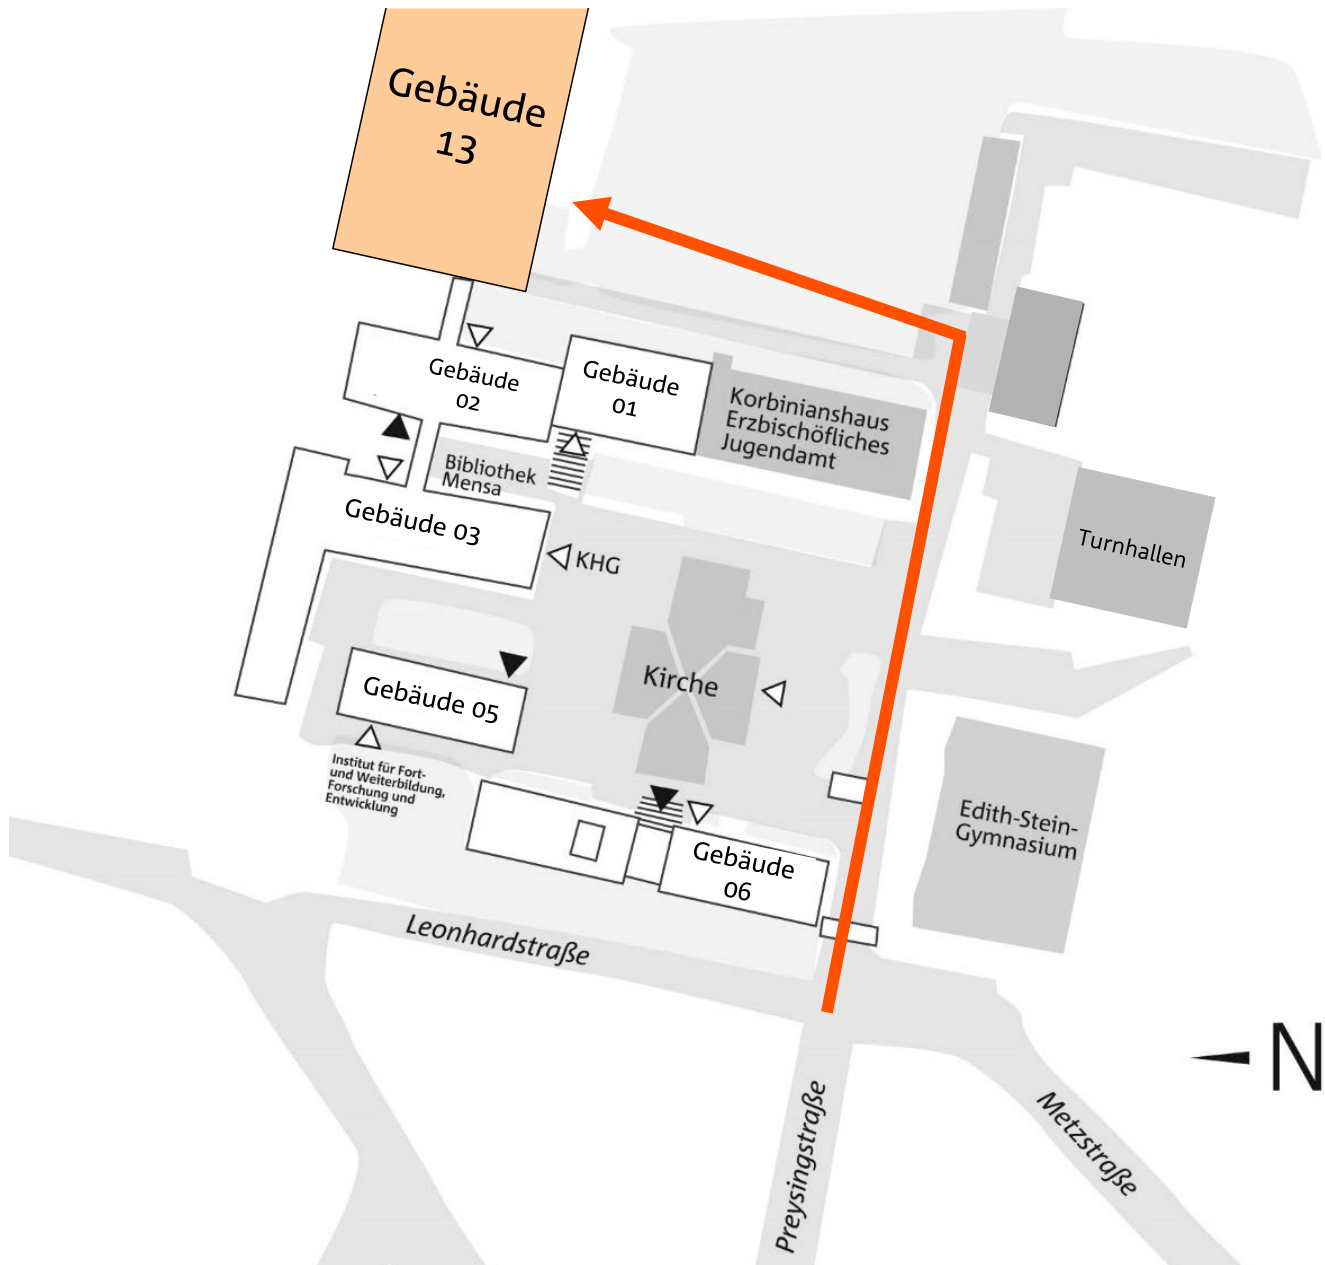 Gebäude
13
Gebäude
02
Gebäude
01
Korbinianshaus
Erzbischöfliches
Jugendamt
Bibliothek
Mensa
Gebäude 03
KHG
Turnhallen
Kirche
Gebäude 05
Institut für Fort-
und Weiterbildung,
Forschung und
Entwicklung
Edith-Stein-
Gymnasium
Gebäude
06
Leonhardstraße
N
Preysingstraße
Metzstraße